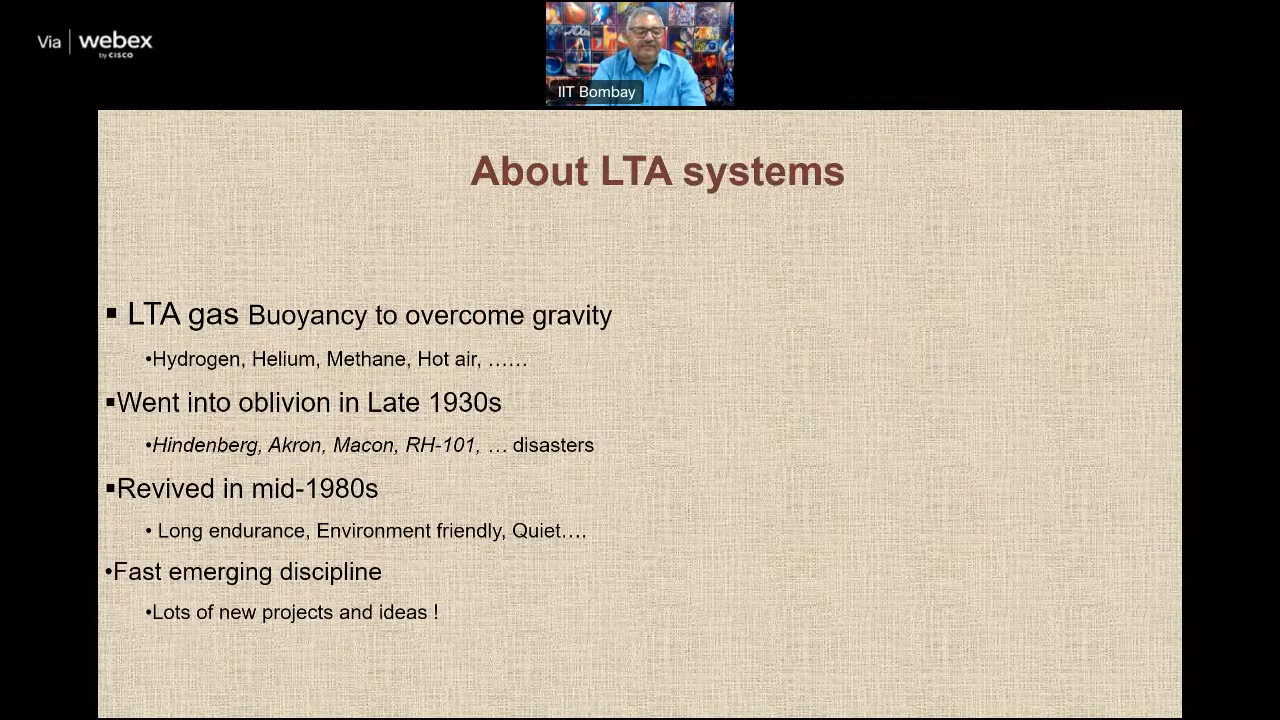 Via webex
by CISCO
IIT Bombay
About LTA systems
▪ LTA gas Buoyancy to overcome gravity
•Hydrogen, Helium, Methane, Hot air, ……
▪Went into oblivion in Late 1930s
•Hindenberg, Akron, Macon, RH-101, … disasters
▪Revived in mid-1980s
• Long endurance, Environment friendly, Quiet….
•Fast emerging discipline
•Lots of new projects and ideas !